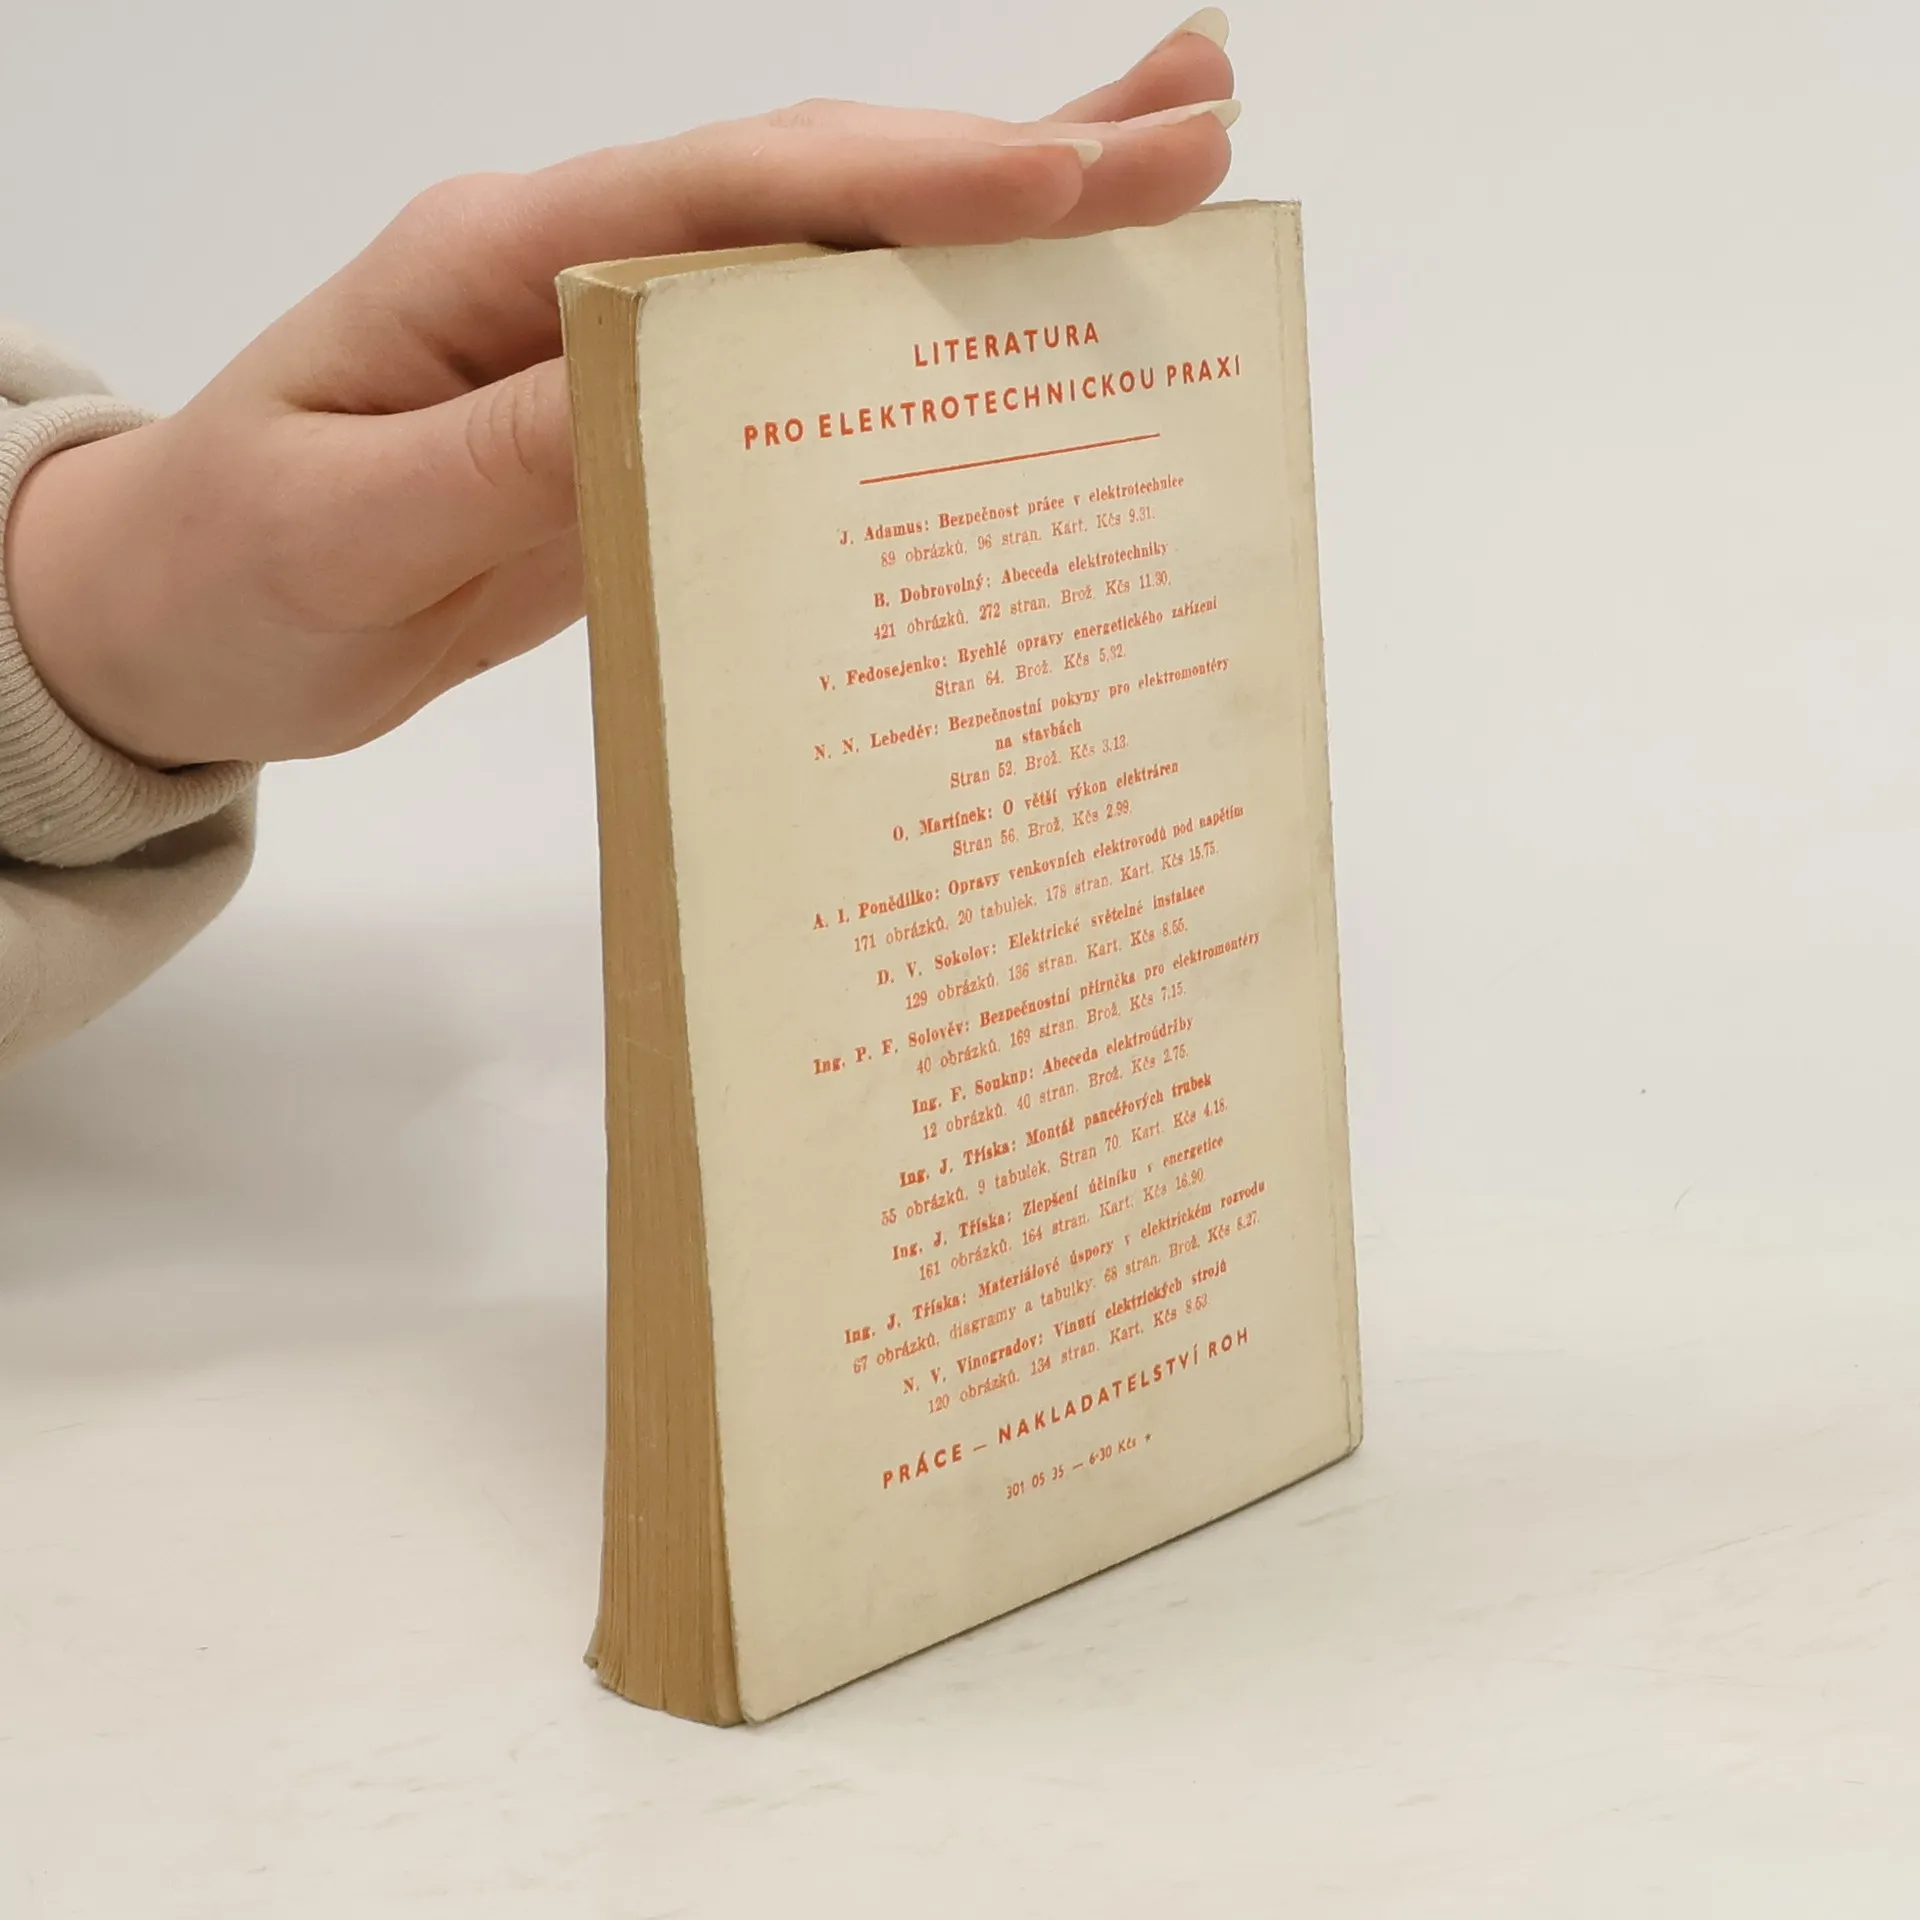 LITERATURA
PRO ELEKTROTECHNICKOU PRAXI
J. Adamus: Bezpečnost práce v elektrotechnice
89 obrázků, 96 stran. Kart. Kčs 9.31.
B. Dobrovolný: Abeceda elektrotechniky
421 obrázků, 272 stran. Brož. Kčs 11.30.
V. Fedosejenko: Rychlé opravy energetického zařízení
Stran 64. Brož. Kčs 5,32.
N. N. Lebeděv: Bezpečnostní pokyny pro elektromontéry
na stavbách
Stran 52. Brož. Kčs 3.13.
O. Martínek: O větší výkon elektráren
Stran 56. Brož. Kčs 2.99.
A. I. Ponědilko: Opravy venkovních elektrovodů pod napětím
171 obrázků, 20 tabulek, 178 stran. Kart. Kčs 15.75.
D. V. Sokolov: Elektrické světelné instalace
129 obrázků, 136 stran. Kart. Kčs 8.55.
Ing. P. F. Solověv: Bezpečnostní příručka pro elektromontéry
40 obrázků, 169 stran. Brož. Kčs 7.15.
Ing. F. Soukup: Abeceda elektroúdržby
12 obrázků, 40 stran. Brož. Kčs 2.75.
Ing. J. Tříska: Montáž pancéřových trubek
55 obrázků, 9 tabulek. Stran 70. Kart. Kčs 4.18.
Ing. J. Tříska: Zlepšení účiníku v energetice
161 obrázků, 164 stran. Kart. Kčs 16.90
Ing. J. Tříska: Materiálové úspory v elektrickém rozvodu
67 obrázků, diagramy a tabulky. 68 stran. Brož. Kčs 8.27.
N. V. Vinogradov: Vinutí elektrických strojů
120 obrázků, 134 stran. Kart. Kčs 8.53.
PRÁCE — NAKLADATELSTVÍ ROH
301 05 35 — 6·30 Kčs *